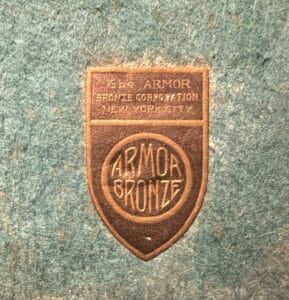 The ARMOR
BRONZE CORPORATION
NEW YORK CITY
ARMOR
BRONZE